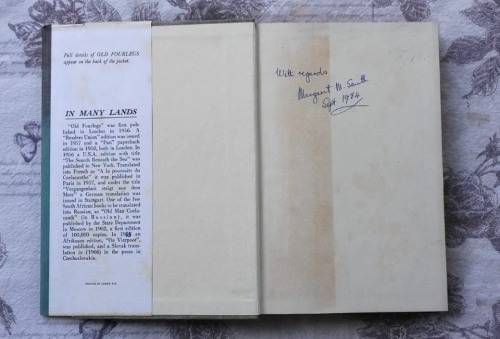 Full details of OLD FOURLEGS
appear on the back of the jacket.
IN MANY LANDS
"Old Fourlegs" was first pub-
lished in London in 1956. A
"Readers Union" edition was issued
in 1957 and a "Pan" paperback
edition in 1958, both in London. In
1956 a U.S.A. edition with title
"The Search Beneath the Sea" was
published in New York. Translated
into French as "A la poursuite du
Coelacanthe" it was published in
Paris in 1957, and under the title
"Vergangenheit steigt aus dem
Meer" a German translation was
issued in Stuttgart. One of the few
South African books to be translated
into Russian, as "Old Man Coela-
canth" (in Russian), it was
published by the State Department
in Moscow in 1962, a first edition
of 100,000 copies. In 1965 an
Afrikaans edition, "Ou Vierpoot",
was published, and a Slovak trans-
lation is (1966) in the press in
Czechoslovakia.
With regards
Margaret M. Smith
Sept. 1984